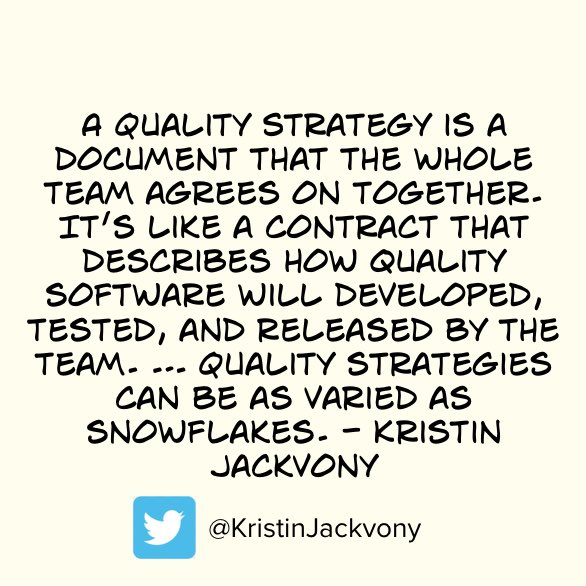 A QUALITY STRATEGY IS A
DOCUMENT THAT THE WHOLE
TEAM AGREES ON TOGETHER.
IT'S LIKE A CONTRACT THAT
DESCRIBES HOW QUALITY
SOFTWARE WILL DEVELOPED,
TESTED, AND RELEASED BY THE
TEAM. ... QUALITY STRATEGIES
CAN BE AS VARIED AS
SNOWFLAKES. - KRISTIN
JACKVONY
@KristinJackvony